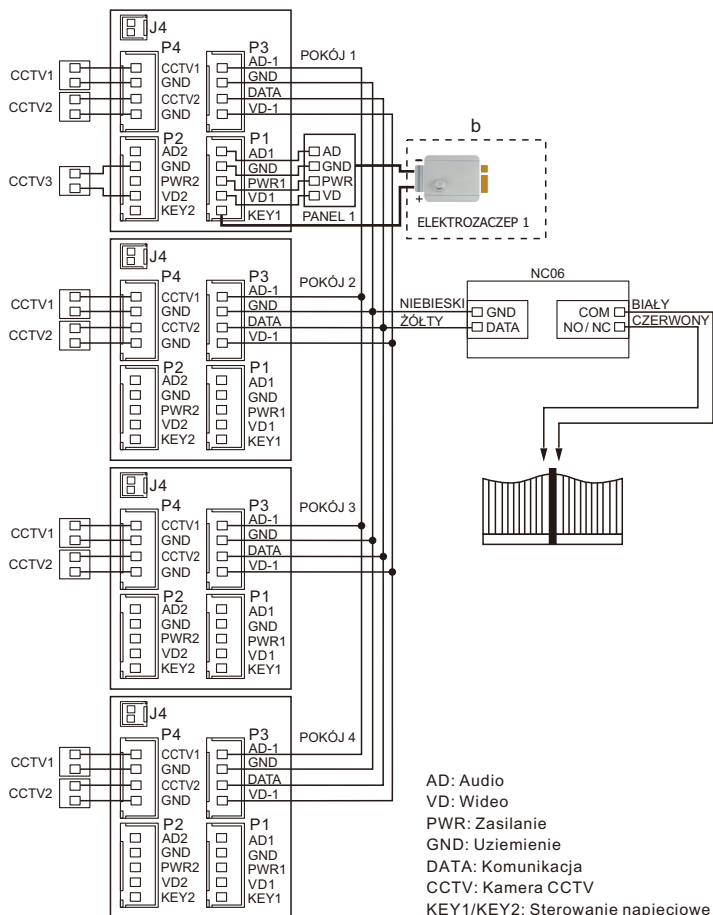 J4
P4
P3
CCTV1
GND
CCTV2
GND
AD-1
GND
DATA
VD-1
POKÓJ 1
CCTV1
CCTV2
P2
P1
AD2
GND
PWR2
VD2
KEY2
AD1
GND
PWR1
VD1
KEY1
CCTV3
AD
GND
PWR
VD
PANEL 1
b
-
+
ELEKTROZACZEP 1
J4
P4
P3
CCTV1
GND
CCTV2
GND
AD-1
GND
DATA
VD-1
POKÓJ 2
CCTV1
CCTV2
P2
P1
AD2
GND
PWR2
VD2
KEY2
AD1
GND
PWR1
VD1
KEY1
NC06
NIEBIESKI
ŻÓŁTY
GND
DATA
COM
NO/ NC
BIAŁY
CZERWONY
J4
P4
P3
CCTV1
GND
CCTV2
GND
AD-1
GND
DATA
VD-1
POKÓJ 3
CCTV1
CCTV2
P2
P1
AD2
GND
PWR2
VD2
KEY2
AD1
GND
PWR1
VD1
KEY1
J4
P4
P3
CCTV1
GND
CCTV2
GND
AD-1
GND
DATA
VD-1
POKÓJ 4
CCTV1
CCTV2
P2
P1
AD2
GND
PWR2
VD2
KEY2
AD1
GND
PWR1
VD1
KEY1
AD: Audio
VD: Wideo
PWR: Zasilanie
GND: Uziemienie
DATA: Komunikacja
CCTV: Kamera CCTV
KEY1/KEY2: Sterowanie napięciowe